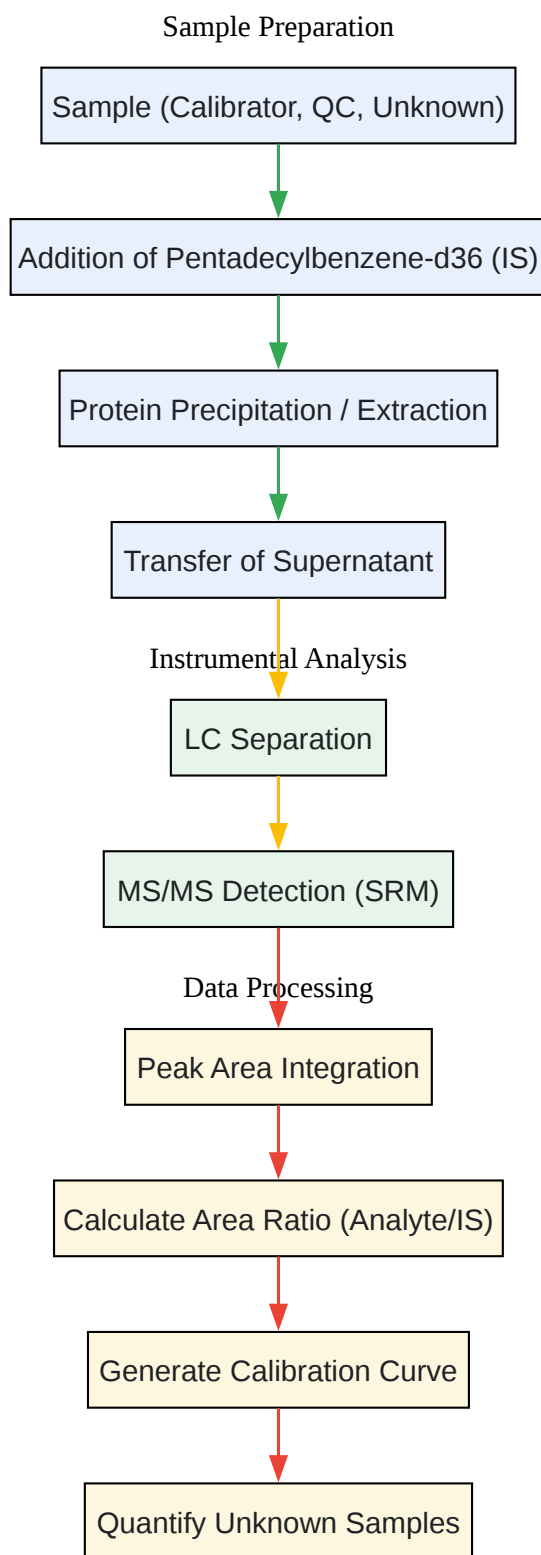 Sample Preparation
Sample (Calibrator, QC, Unknown)
Addition of Pentadecylbenzene-d36 (IS)
Protein Precipitation / Extraction
Transfer of Supernatant
Instrumental Analysis
LC Separation
MS/MS Detection (SRM)
Data Processing
Peak Area Integration
Calculate Area Ratio (Analyte/IS)
Generate Calibration Curve
Quantify Unknown Samples